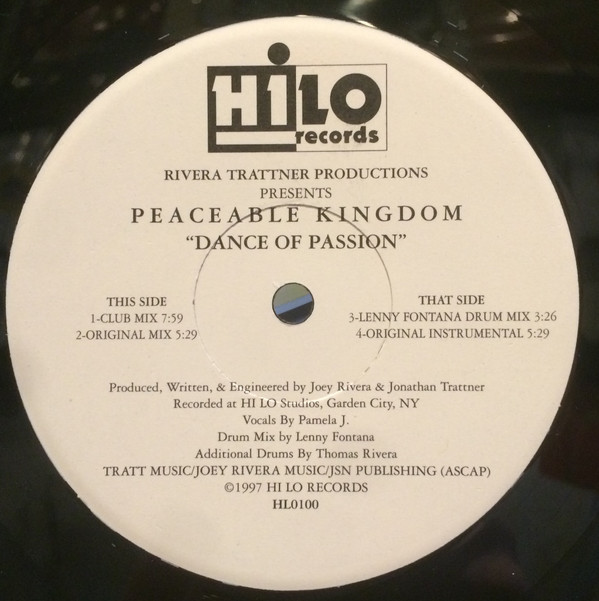 HiLO
records
RIVERA TRATTNER PRODUCTIONS
PRESENTS
PEACEABLE KINGDOM
“DANCE OF PASSION”
THIS SIDE
1-CLUB MIX 7:59
2-ORIGINAL MIX 5:29
THAT SIDE
3-LENNY FONTANA DRUM MIX 3:26
4-ORIGINAL INSTRUMENTAL 5:29
Produced, Written, & Engineered by Joey Rivera & Jonathan Trattner
Recorded at HI LO Studios, Garden City, NY
Vocals By Pamela J.
Drum Mix by Lenny Fontana
Additional Drums By Thomas Rivera
TRATT MUSIC/JOEY RIVERA MUSIC/JSN PUBLISHING (ASCAP)
©1997 HI LO RECORDS
HL0100